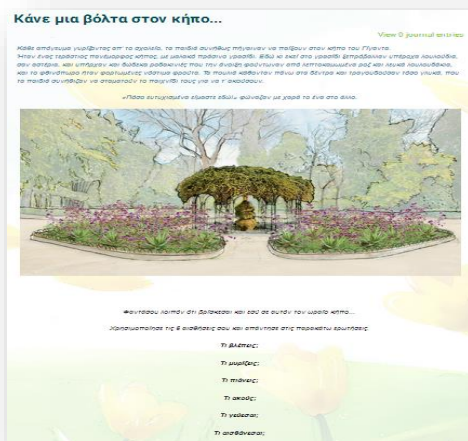 Κάνε μια βόλτα στον κήπο...
View 0 journal entries
Κάθε απόγευμα γυρίζοντας απ' το σχολείο, τα παιδιά συνήθως πήγαιναν να παίξουν στον κήπο του Γίγαντα.
Ήταν ένας τεράστιος πανέμορφος κήπος, με μαλακό πράσινο γρασίδι. Εδώ κι εκεί στο γρασίδι ξεπρόβαλλαν υπέροχα λουλούδια,
σαν αστέρια, και υπήρχαν και δώδεκα ροδακινιές που την άνοιξη φούντωναν από λεπτοκαμωμένα ροζ και λευκά λουλουδάκια,
και το φθινόπωρο ήταν φορτωμένες νόστιμα φρούτα. Τα πουλιά κάθονταν πάνω στα δέντρα και τραγουδούσαν τόσο γλυκά, που
τα παιδιά συνήθιζαν να σταματούν το παιχνίδι τους για να τ' ακούσουν.
«Πόσο ευτυχισμένα είμαστε εδώ!» φώναζαν με χαρά το ένα στο άλλο.
Φαντάσου λοιπόν ότι βρίσκεσαι και εσύ σε αυτόν τον ωραίο κήπο...
Χρησιμοποίησε τις 6 αισθήσεις σου και απάντησε στις παρακάτω ερωτήσεις:
Τι βλέπεις;
Τι μυρίζεις;
Τι πιάνεις;
Τι ακούς;
Τι γεύεσαι;
Τι αισθάνεσαι;